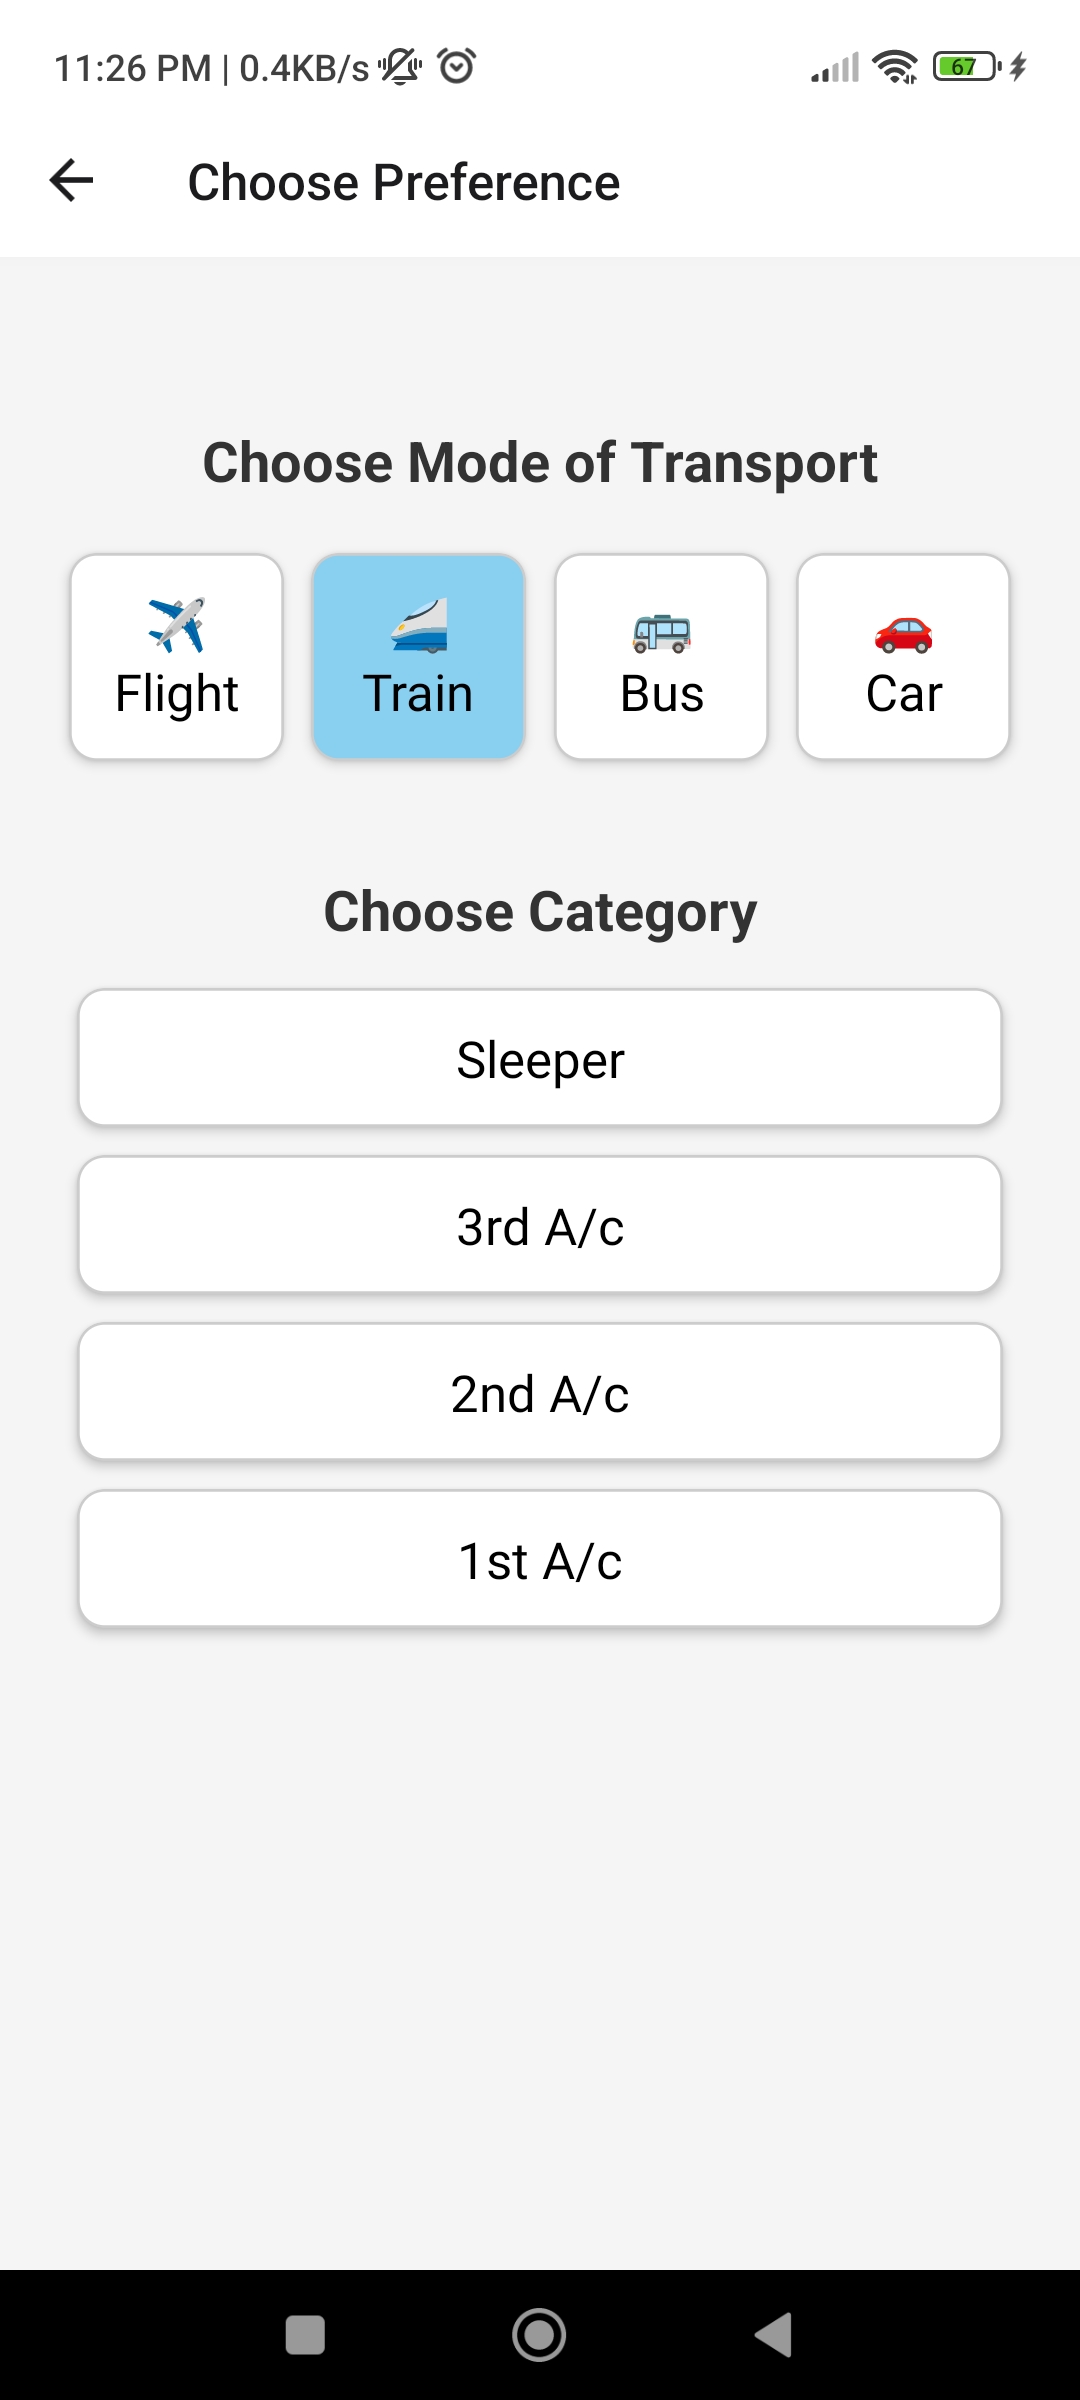 11:26 PM | 0.4KB/s
67
Choose Preference
Choose Mode of Transport
Flight
Train
Bus
Car
Choose Category
Sleeper
3rd A/c
2nd A/c
1st A/c